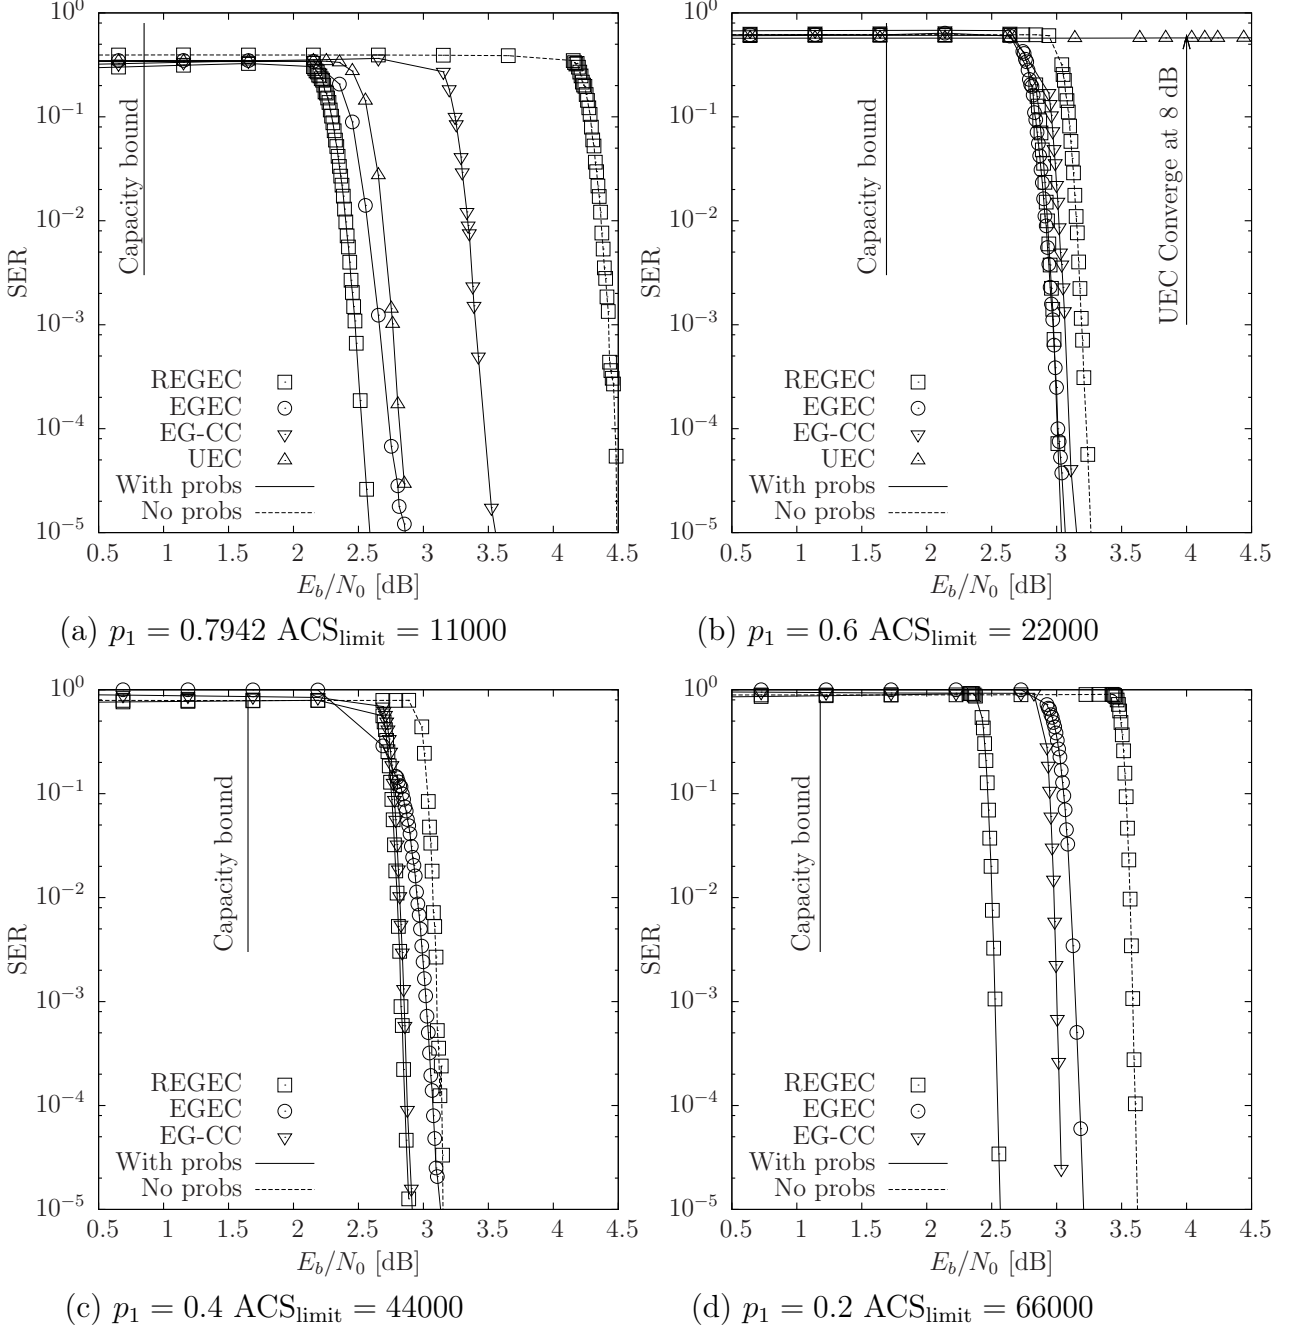 10^0
10^-1
10^-2
10^-3
10^-4
10^-5
SER
Capacity bound
REGEC
EGEC
EG-CC
UEC
With probs
No probs
0.5 1 1.5 2 2.5 3 3.5 4 4.5
E_b/N_0 [dB]
(a) p_1 = 0.7942 ACS_limit = 11000
10^0
10^-1
10^-2
10^-3
10^-4
10^-5
SER
Capacity bound
UEC Converge at 8 dB
REGEC
EGEC
EG-CC
UEC
With probs
No probs
0.5 1 1.5 2 2.5 3 3.5 4 4.5
E_b/N_0 [dB]
(b) p_1 = 0.6 ACS_limit = 22000
10^0
10^-1
10^-2
10^-3
10^-4
10^-5
SER
Capacity bound
REGEC
EGEC
EG-CC
With probs
No probs
0.5 1 1.5 2 2.5 3 3.5 4 4.5
E_b/N_0 [dB]
(c) p_1 = 0.4 ACS_limit = 44000
10^0
10^-1
10^-2
10^-3
10^-4
10^-5
SER
Capacity bound
REGEC
EGEC
EG-CC
With probs
No probs
0.5 1 1.5 2 2.5 3 3.5 4 4.5
E_b/N_0 [dB]
(d) p_1 = 0.2 ACS_limit = 66000